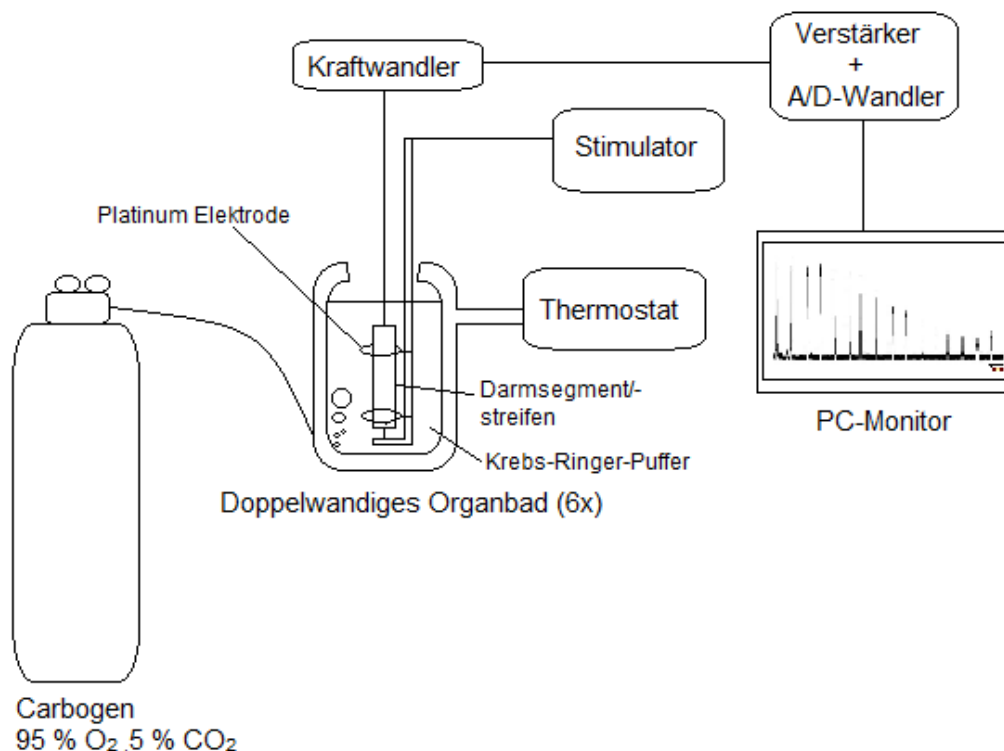 Kraftwandler
Verstärker
+
A/D-Wandler
Stimulator
Platinum Elektrode
Thermostat
Darmsegment/-
streifen
Krebs-Ringer-Puffer
PC-Monitor
Doppelwandiges Organbad (6x)
Carbogen
95 % O₂ ,5 % CO₂